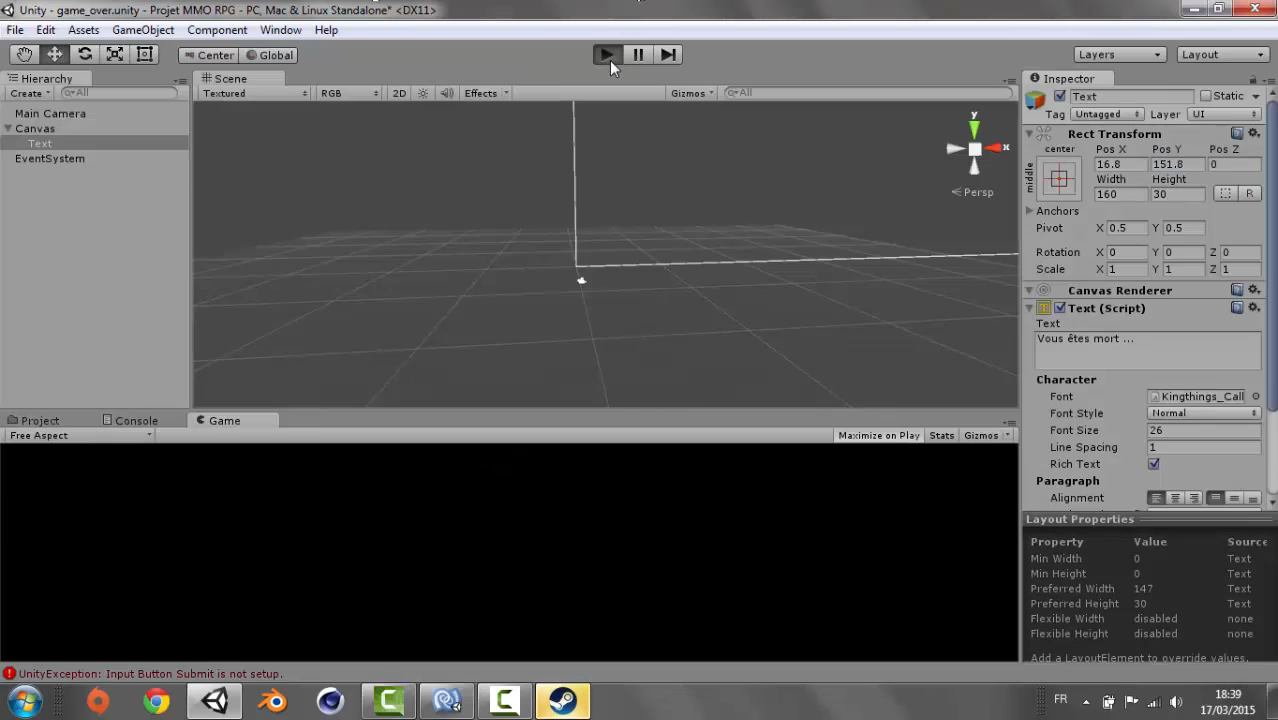 Unity - game_over.unity - Projet MMO RPG - PC, Mac & Linux Standalone* <DX11>
File Edit Assets GameObject Component Window Help
Center Global Layers Layout
Hierarchy
Create All
Main Camera
Canvas
Text
EventSystem
Scene
Textured RGB 2D Effects Gizmos All
y
x
Persp
Inspector
Text Static
Tag Untagged Layer UI
Rect Transform
center
middle
Pos X Pos Y Pos Z
16.8 151.8 0
Width Height
160 30 R
Anchors
Pivot X 0.5 Y 0.5
Rotation X 0 Y 0 Z 0
Scale X 1 Y 1 Z 1
Canvas Renderer
Text (Script)
Text
Vous êtes mort ...
Character
Font Kingthings_Call
Font Style Normal
Font Size 26
Line Spacing 1
Rich Text
Paragraph
Alignment
Layout Properties
Property Value Source
Min Width 0 Text
Min Height 0 Text
Preferred Width 147 Text
Preferred Height 30 Text
Flexible Width disabled none
Flexible Height disabled none
Add a LayoutElement to override values.
Project Console Game
Free Aspect Maximize on Play Stats Gizmos
UnityException: Input Button Submit is not setup.
FR
18:39
17/03/2015